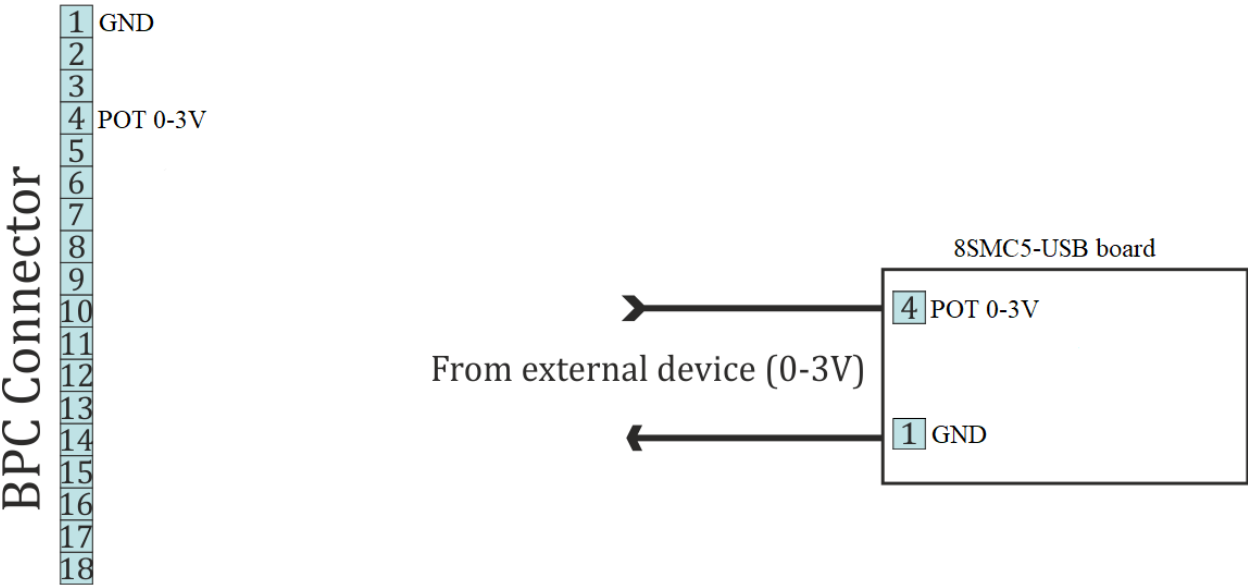 BPC Connector
1 GND
2
3
4 POT 0-3V
5
6
7
8
9
10
11
12
13
14
15
16
17
18
8SMC5-USB board
4 POT 0-3V
From external device (0-3V)
1 GND